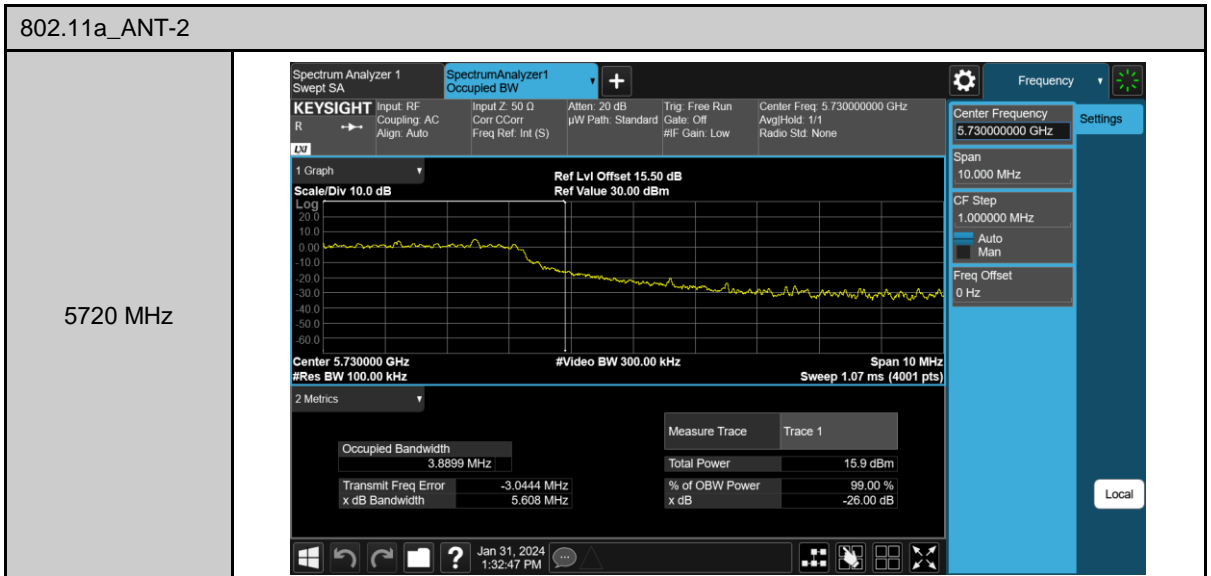 802.11a_ANT-2
5720 MHz
Spectrum Analyzer 1
Swept SA
SpectrumAnalyzer1
Occupied BW
Frequency
KEYSIGHT
R
LXI
Input: RF
Coupling: AC
Align: Auto
Input Z: 50 Ω
Corr CCorr
Freq Ref: Int (S)
Atten: 20 dB
µW Path: Standard
Trig: Free Run
Gate: Off
#IF Gain: Low
Center Freq: 5.730000000 GHz
Avg|Hold: 1/1
Radio Std: None
Center Frequency
5.730000000 GHz
Settings
Span
10.000 MHz
CF Step
1.000000 MHz
Auto
Man
Freq Offset
0 Hz
Local
1 Graph
Scale/Div 10.0 dB
Ref Lvl Offset 15.50 dB
Ref Value 30.00 dBm
Log
20.0
10.0
0.00
-10.0
-20.0
-30.0
-40.0
-50.0
-60.0
Center 5.730000 GHz
#Res BW 100.00 kHz
#Video BW 300.00 kHz
Span 10 MHz
Sweep 1.07 ms (4001 pts)
2 Metrics
Measure Trace Trace 1
Occupied Bandwidth
3.8899 MHz
Total Power 15.9 dBm
Transmit Freq Error -3.0444 MHz
% of OBW Power 99.00 %
x dB Bandwidth 5.608 MHz
x dB -26.00 dB
?
Jan 31, 2024
1:32:47 PM